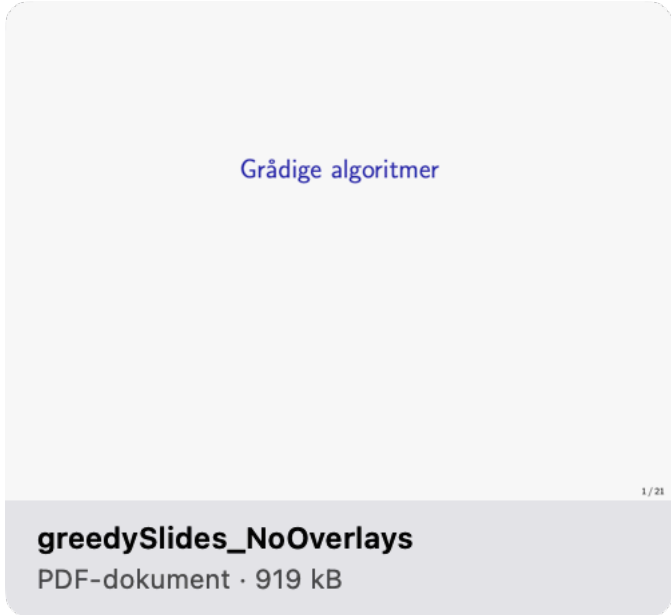 Grådige algoritmer
1 / 21
greedySlides_NoOverlays
PDF-dokument · 919 kB